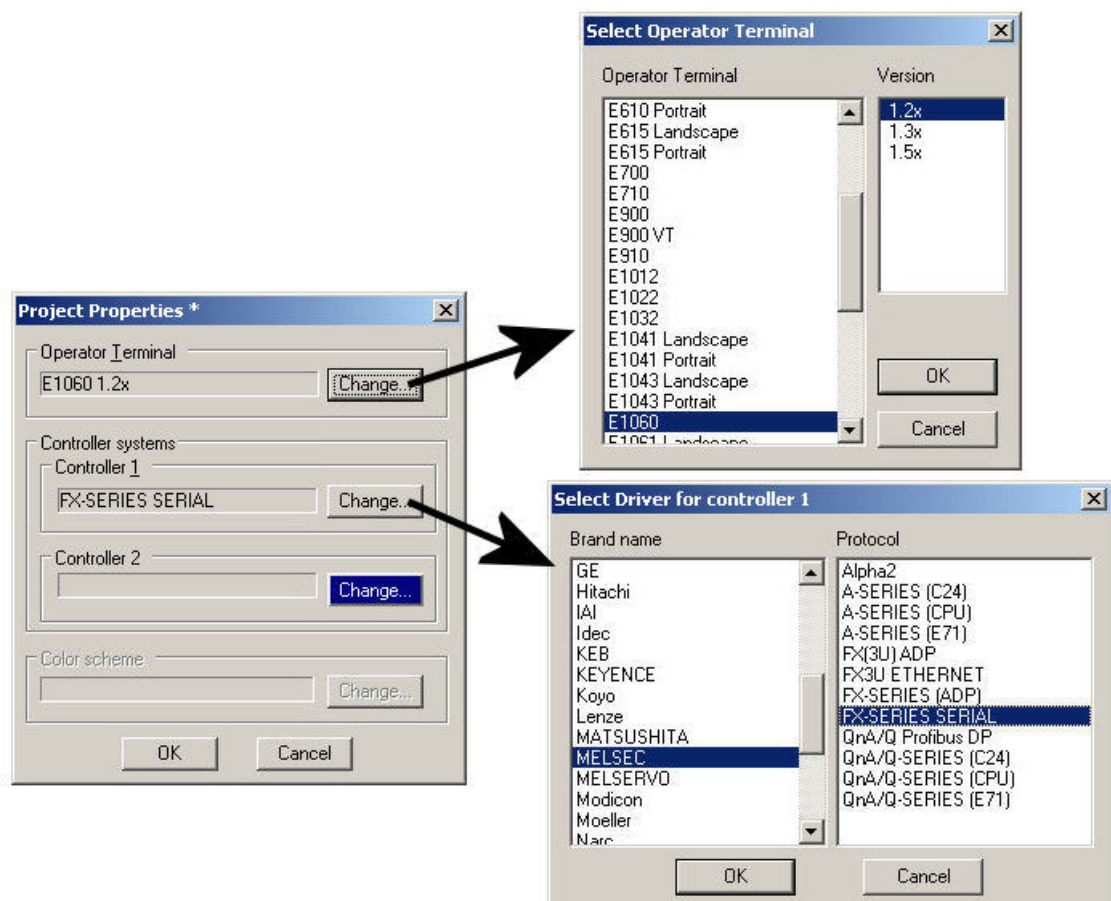 Select Operator Terminal
Operator Terminal
Version
E610 Portrait
E615 Landscape
E615 Portrait
E700
E710
E900
E900 VT
E910
E1012
E1022
E1032
E1041 Landscape
E1041 Portrait
E1043 Landscape
E1043 Portrait
E1060
E1061 Landscape
1.2x
1.3x
1.5x
OK
Cancel
Project Properties *
Operator Terminal
E1060 1.2x
Change...
Controller systems
Controller 1
FX-SERIES SERIAL
Change...
Controller 2
Change...
Color scheme
Change...
OK
Cancel
Select Driver for controller 1
Brand name
Protocol
GE
Hitachi
IAI
Idec
KEB
KEYENCE
Koyo
Lenze
MATSUSHITA
MELSEC
MELSERVO
Modicon
Moeller
Narc
Alpha2
A-SERIES (C24)
A-SERIES (CPU)
A-SERIES (E71)
FX(3U) ADP
FX3U ETHERNET
FX-SERIES (ADP)
FX-SERIES SERIAL
QnA/Q Profibus DP
QnA/Q-SERIES (C24)
QnA/Q-SERIES (CPU)
QnA/Q-SERIES (E71)
OK
Cancel